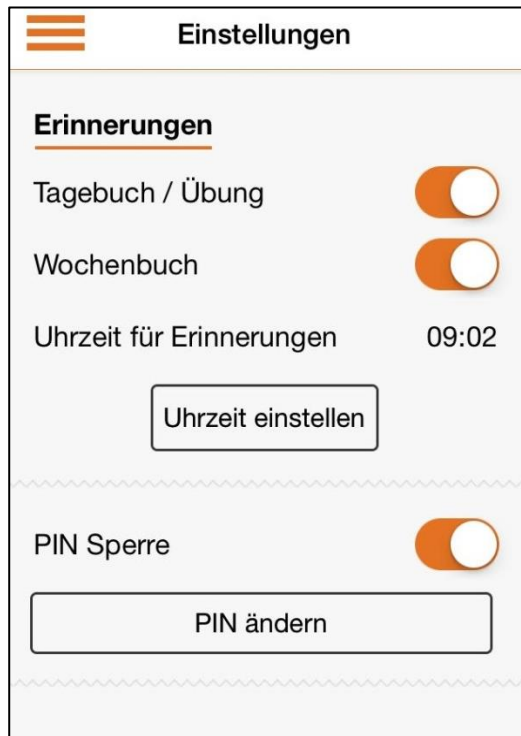 Einstellungen
Erinnerungen
Tagebuch / Übung
Wochenbuch
Uhrzeit für Erinnerungen 09:02
Uhrzeit einstellen
PIN Sperre
PIN ändern